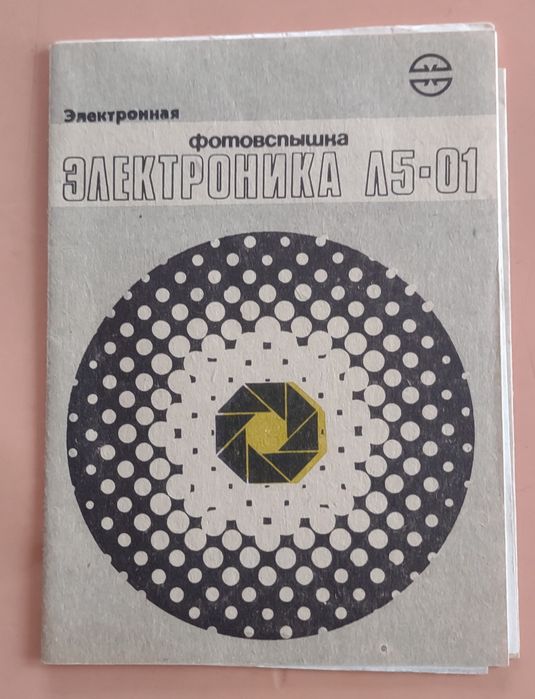 Электронная
фотовспышка
ЭЛЕКТРОНИКА Л5-01